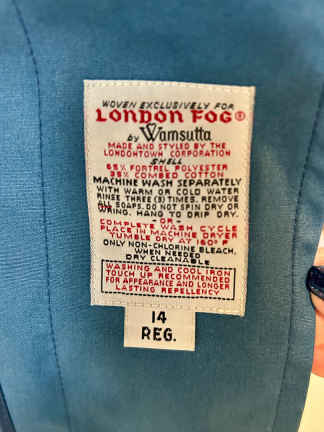 WOVEN EXCLUSIVELY FOR
LONDON FOG®
by Wamsutta
MADE AND STYLED BY THE
LONDONTOWN CORPORATION
SHELL
65% FORTREL POLYESTER
35% COMBED COTTON
MACHINE WASH SEPARATELY
WITH WARM OR COLD WATER
RINSE THREE (3) TIMES. REMOVE
ALL SOAPS. DO NOT SPIN DRY OR
WRING. HANG TO DRIP DRY.
- OR -
COMPLETE WASH CYCLE
PLACE IN MACHINE DRYER
TUMBLE DRY AT 160° F
ONLY NON-CHLORINE BLEACH,
WHEN NEEDED
DRY CLEANABLE
WASHING AND COOL IRON
TOUCH UP RECOMMENDED
FOR APPEARANCE AND LONGER
LASTING REPELLENCY
14
REG.